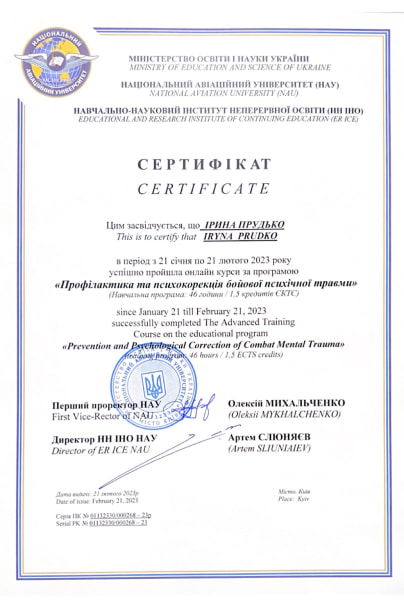 НАЦІОНАЛЬНИЙ
АВІАЦІЙНИЙ УНІВЕРСИТЕТ
МІНІСТЕРСТВО ОСВІТИ І НАУКИ УКРАЇНИ
MINISTRY OF EDUCATION AND SCIENCE OF UKRAINE
НАЦІОНАЛЬНИЙ АВІАЦІЙНИЙ УНІВЕРСИТЕТ (НАУ)
NATIONAL AVIATION UNIVERSITY (NAU)
НАВЧАЛЬНО-НАУКОВИЙ ІНСТИТУТ НЕПЕРЕРВНОЇ ОСВІТИ (НН ІНО)
EDUCATIONAL AND RESEARCH INSTITUTE OF CONTINUING EDUCATION (ER ICE)
СЕРТИФІКАТ
CERTIFICATE
Цим засвідчується, що ІРИНА ПРУДЬКО
This is to certify that IRYNA PRUDKO
в період з 21 січня по 21 лютого 2023 року
успішно пройшла онлайн курси за програмою
«Профілактика та психокорекція бойової психічної травми»
(Навчальна програма: 46 години / 1,5 кредитів ЄКТС)
since January 21 till February 21, 2023
successfully completed The Advanced Training
Course on the educational program
«Prevention and Psychological Correction of Combat Mental Trauma»
program: 46 hours / 1,5 ECTS credits)
Перший проректор НАУ Олексій МИХАЛЬЧЕНКО
First Vice-Rector of NAU (Oleksii MYKHALCHENKO)
Директор НН ІНО НАУ Артем СЛЮНЯЄВ
Director of ER ICE NAU (Artem SLIUNIAIEV)
Дата видачі: 21 лютого 2023р Місто: Київ
Date of issue: February 21, 2023 Place: Kyiv
Серія ПК № 01132330/000268 – 23р
Serial PK № 01132330/000268 – 23